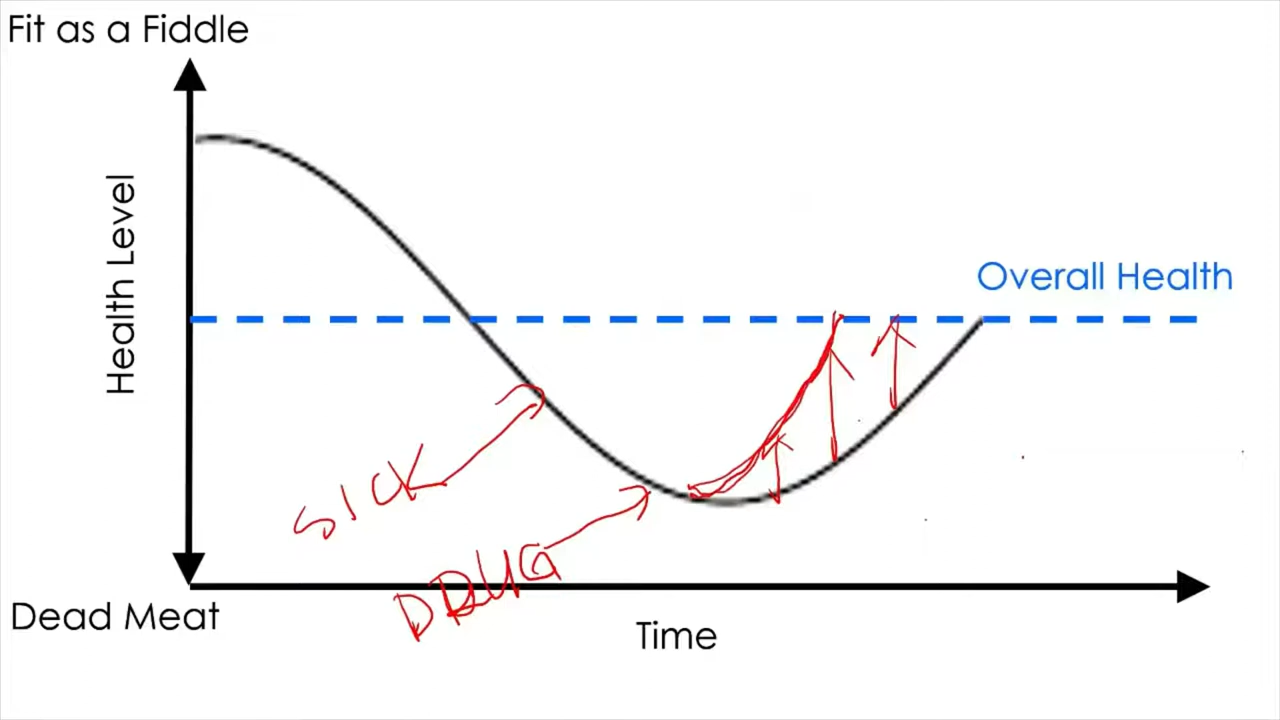 Fit as a Fiddle
Health Level
Overall Health
SICK
DRUG
Dead Meat
Time